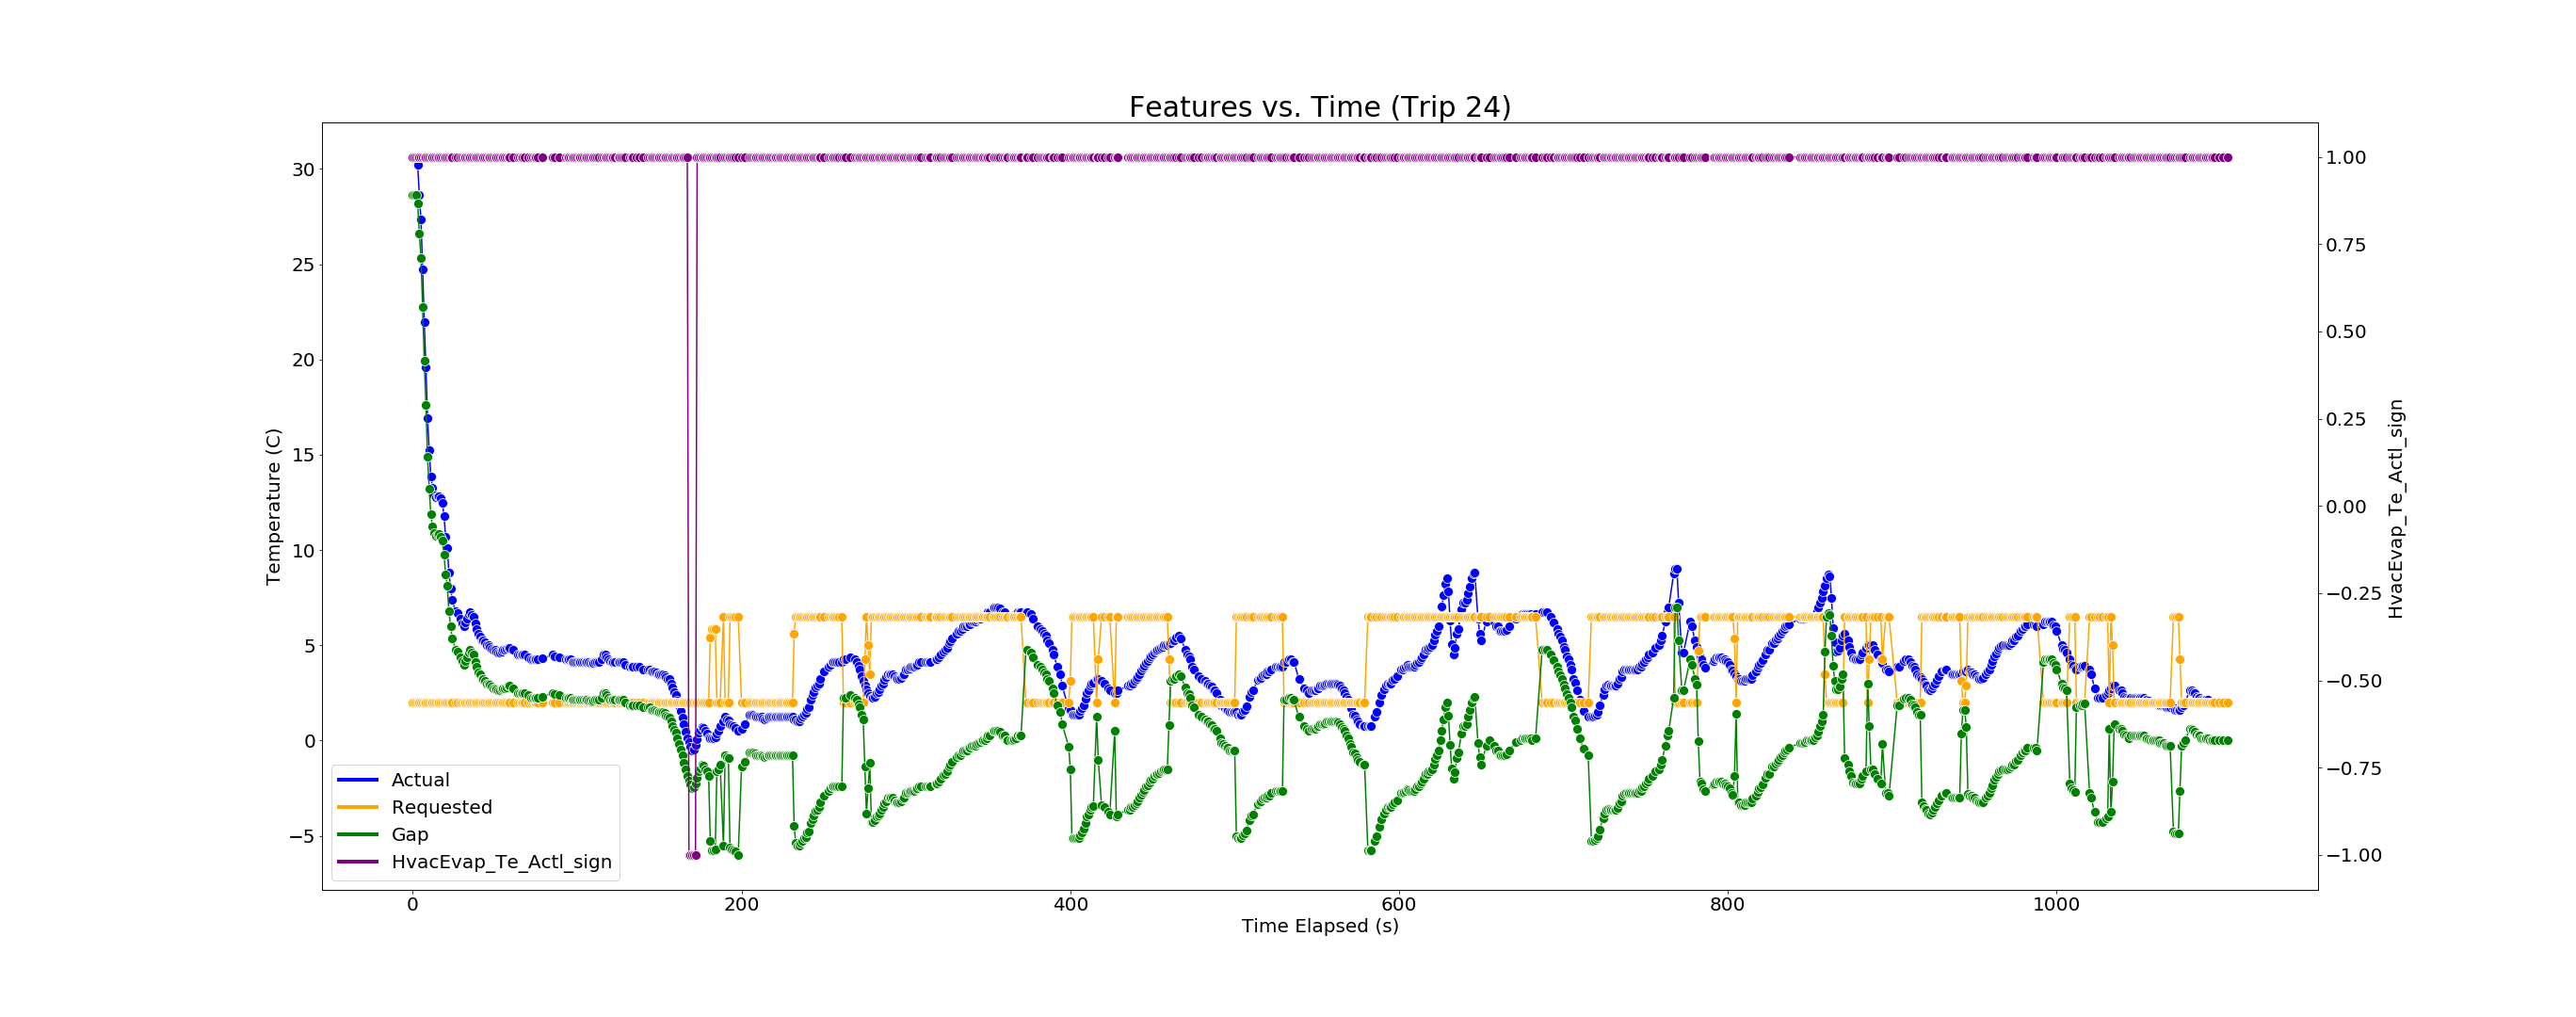 Features vs. Time (Trip 24)
30
25
20
15
10
5
0
−5
Temperature (C)
1.00
0.75
0.50
0.25
0.00
−0.25
−0.50
−0.75
−1.00
HvacEvap_Te_Actl_sign
Actual
Requested
Gap
HvacEvap_Te_Actl_sign
0 200 400 600 800 1000
Time Elapsed (s)